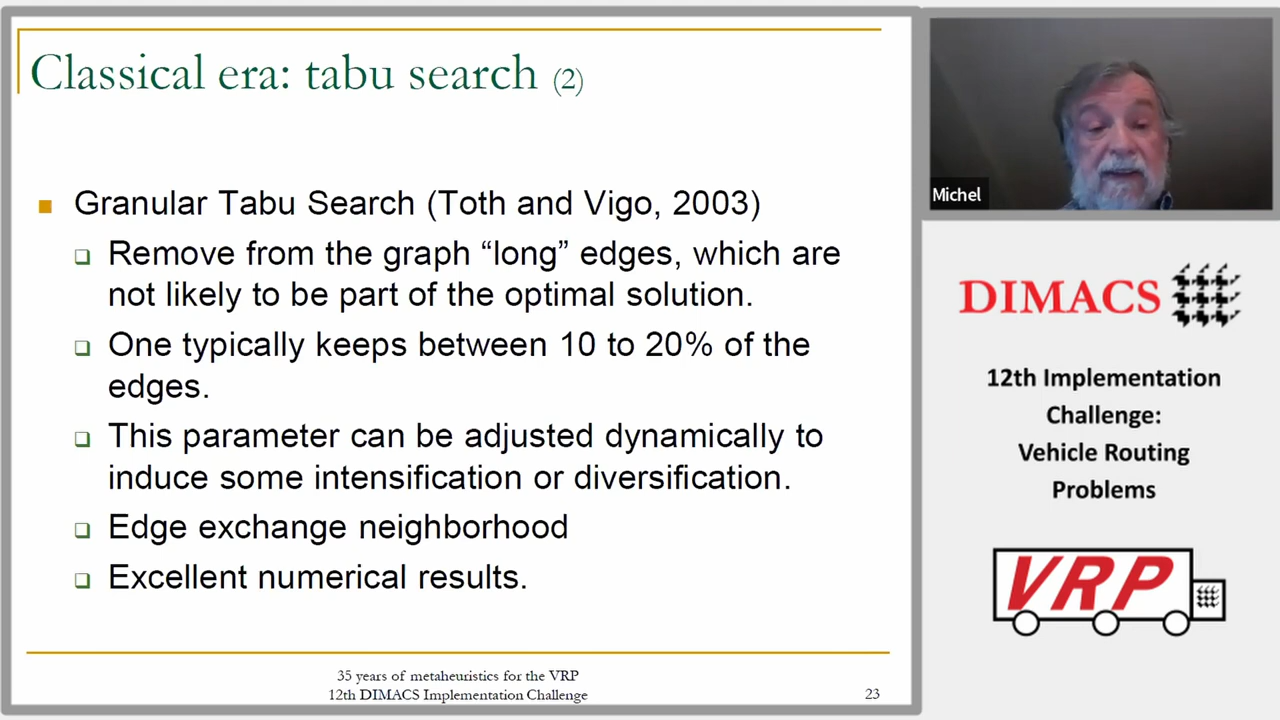 Classical era: tabu search (2)
Granular Tabu Search (Toth and Vigo, 2003)
Remove from the graph “long” edges, which are
not likely to be part of the optimal solution.
One typically keeps between 10 to 20% of the
edges.
This parameter can be adjusted dynamically to
induce some intensification or diversification.
Edge exchange neighborhood
Excellent numerical results.
35 years of metaheuristics for the VRP
12th DIMACS Implementation Challenge
23
Michel
DIMACS
12th Implementation
Challenge:
Vehicle Routing
Problems
VRP